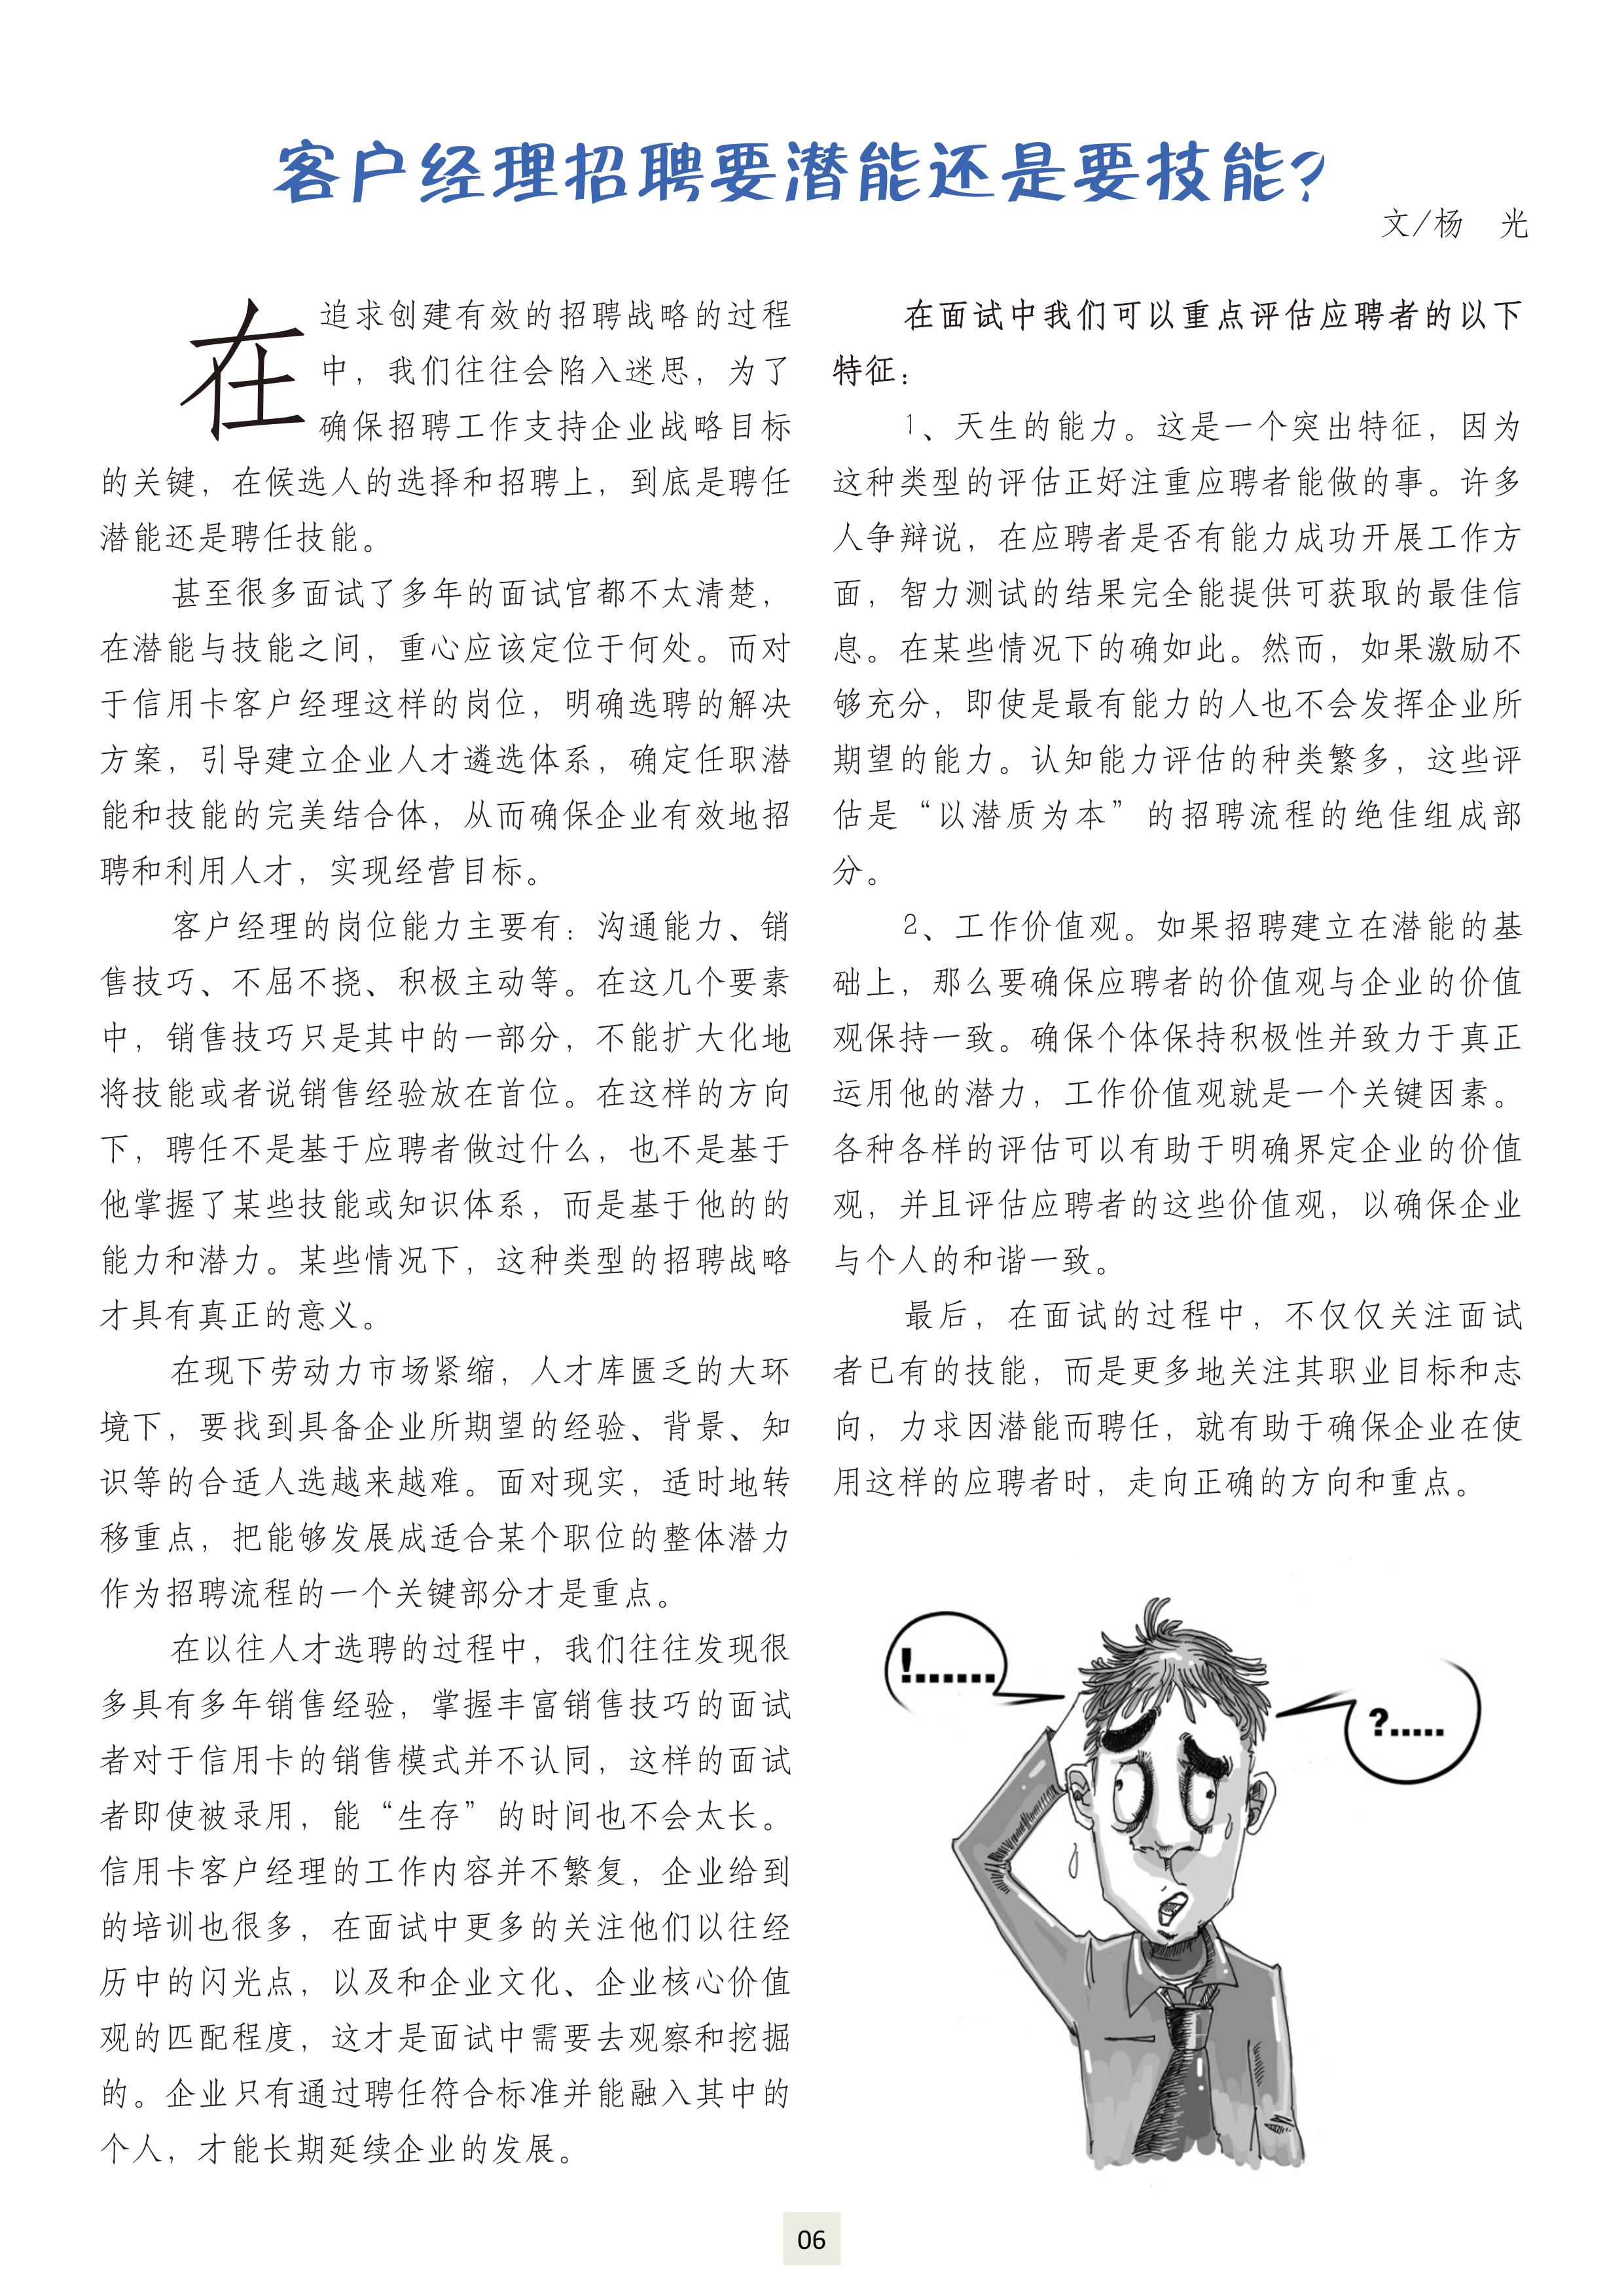 客户经理招聘要潜能还是要技能?
文/杨 光
在追求创建有效的招聘战略的过程
中，我们往往会陷入迷思，为了
确保招聘工作支持企业战略目标
的关键，在候选人的选择和招聘上，到底是聘任
潜能还是聘任技能。
甚至很多面试了多年的面试官都不太清楚，
在潜能与技能之间，重心应该定位于何处。而对
于信用卡客户经理这样的岗位，明确选聘的解决
方案，引导建立企业人才遴选体系，确定任职潜
能和技能的完美结合体，从而确保企业有效地招
聘和利用人才，实现经营目标。
客户经理的岗位能力主要有：沟通能力、销
售技巧、不屈不挠、积极主动等。在这几个要素
中，销售技巧只是其中的一部分，不能扩大化地
将技能或者说销售经验放在首位。在这样的方向
下，聘任不是基于应聘者做过什么，也不是基于
他掌握了某些技能或知识体系，而是基于他的的
能力和潜力。某些情况下，这种类型的招聘战略
才具有真正的意义。
在现下劳动力市场紧缩，人才库匮乏的大环
境下，要找到具备企业所期望的经验、背景、知
识等的合适人选越来越难。面对现实，适时地转
移重点，把能够发展成适合某个职位的整体潜力
作为招聘流程的一个关键部分才是重点。
在以往人才选聘的过程中，我们往往发现很
多具有多年销售经验，掌握丰富销售技巧的面试
者对于信用卡的销售模式并不认同，这样的面试
者即使被录用，能“生存”的时间也不会太长。
信用卡客户经理的工作内容并不繁复，企业给到
的培训也很多，在面试中更多的关注他们以往经
历中的闪光点，以及和企业文化、企业核心价值
观的匹配程度，这才是面试中需要去观察和挖掘
的。企业只有通过聘任符合标准并能融入其中的
个人，才能长期延续企业的发展。
在面试中我们可以重点评估应聘者的以下
特征：
1、天生的能力。这是一个突出特征，因为
这种类型的评估正好注重应聘者能做的事。许多
人争辩说，在应聘者是否有能力成功开展工作方
面，智力测试的结果完全能提供可获取的最佳信
息。在某些情况下的确如此。然而，如果激励不
够充分，即使是最有能力的人也不会发挥企业所
期望的能力。认知能力评估的种类繁多，这些评
估是“以潜质为本”的招聘流程的绝佳组成部
分。
2、工作价值观。如果招聘建立在潜能的基
础上，那么要确保应聘者的价值观与企业的价值
观保持一致。确保个体保持积极性并致力于真正
运用他的潜力，工作价值观就是一个关键因素。
各种各样的评估可以有助于明确界定企业的价值
观，并且评估应聘者的这些价值观，以确保企业
与个人的和谐一致。
最后，在面试的过程中，不仅仅关注面试
者已有的技能，而是更多地关注其职业目标和志
向，力求因潜能而聘任，就有助于确保企业在使
用这样的应聘者时，走向正确的方向和重点。
!......
?.....
06